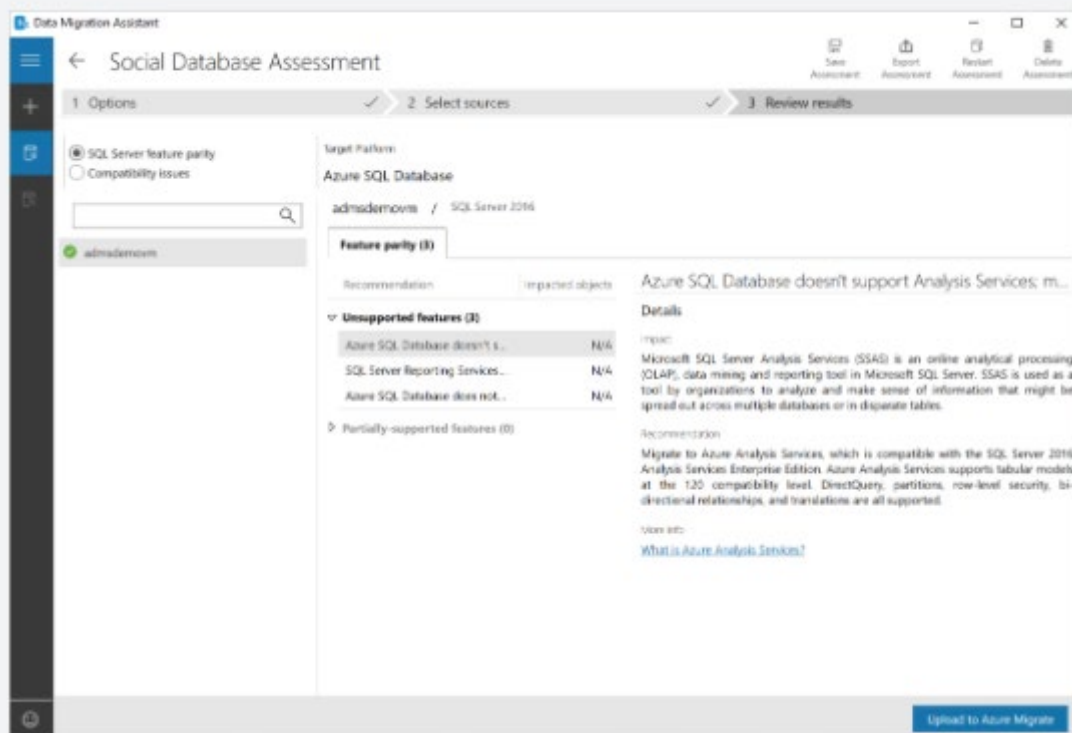 Data Migration Assistant
Social Database Assessment
Save Assessment
Export Assessment
Restart Assessment
Delete Assessment
1 Options
2 Select sources
3 Review results
SQL Server feature parity
Compatibility issues
admsdemovm
Target Platform
Azure SQL Database
admsdemovm / SQL Server 2016
Feature parity (3)
Recommendation
Impacted objects
Unsupported features (3)
Azure SQL Database doesn't s... N/A
SQL Server Reporting Services... N/A
Azure SQL Database does not... N/A
Partially-supported features (0)
Azure SQL Database doesn't support Analysis Services; m...
Details
Impact
Microsoft SQL Server Analysis Services (SSAS) is an online analytical processing
(OLAP), data mining and reporting tool in Microsoft SQL Server. SSAS is used as a
tool by organizations to analyze and make sense of information that might be
spread out across multiple databases or in disparate tables.
Recommendation
Migrate to Azure Analysis Services, which is compatible with the SQL Server 2016
Analysis Services Enterprise Edition. Azure Analysis Services supports tabular models
at the 120 compatibility level. DirectQuery, partitions, row-level security, bi-
directional relationships, and translations are all supported.
More info
What is Azure Analysis Services?
Upload to Azure Migrate